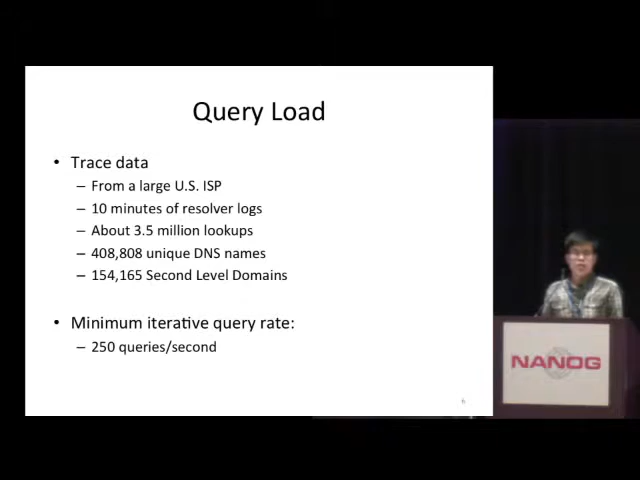 Query Load
• Trace data
– From a large U.S. ISP
– 10 minutes of resolver logs
– About 3.5 million lookups
– 408,808 unique DNS names
– 154,165 Second Level Domains
• Minimum iterative query rate:
– 250 queries/second
6
NANOG